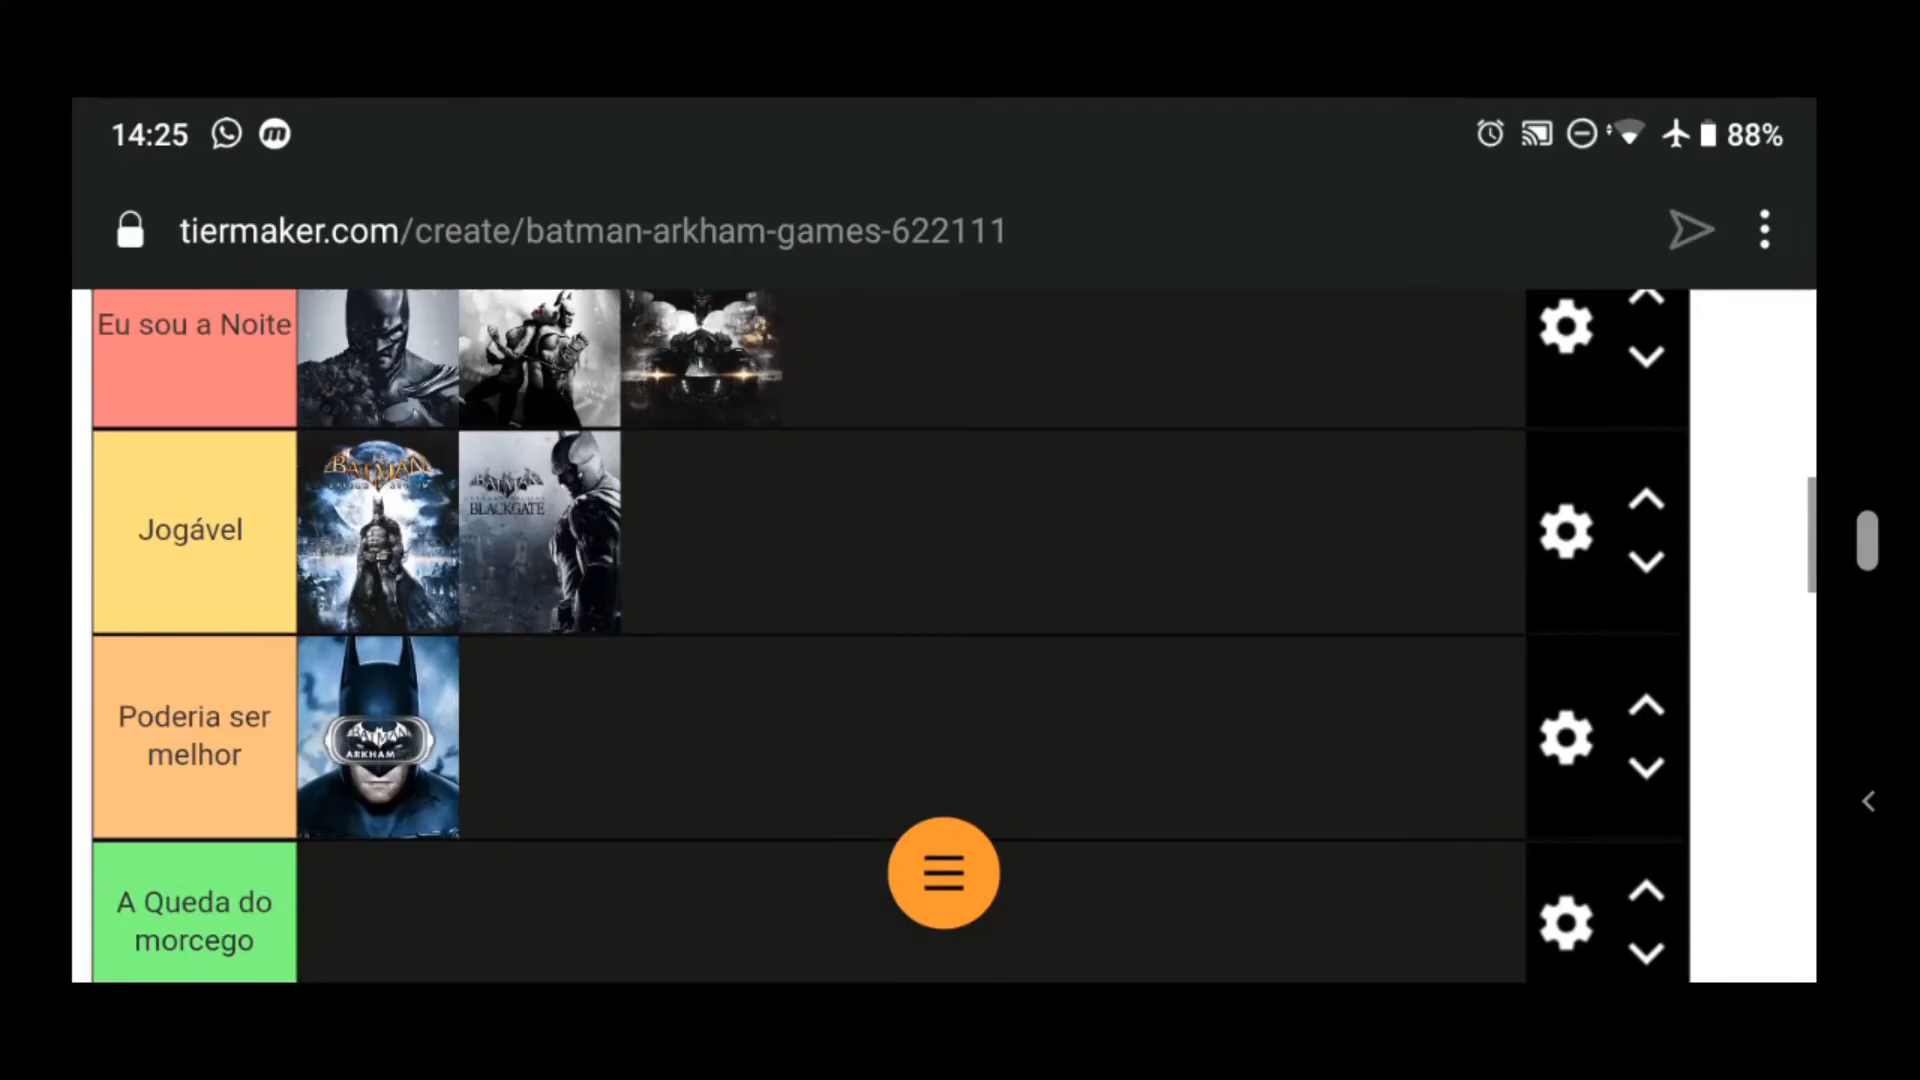 14:25
88%
tiermaker.com/create/batman-arkham-games-622111
Eu sou a Noite
Jogável
BATMAN
BATMAN
BLACKGATE
Poderia ser
melhor
BATMAN
ARKHAM
A Queda do
morcego